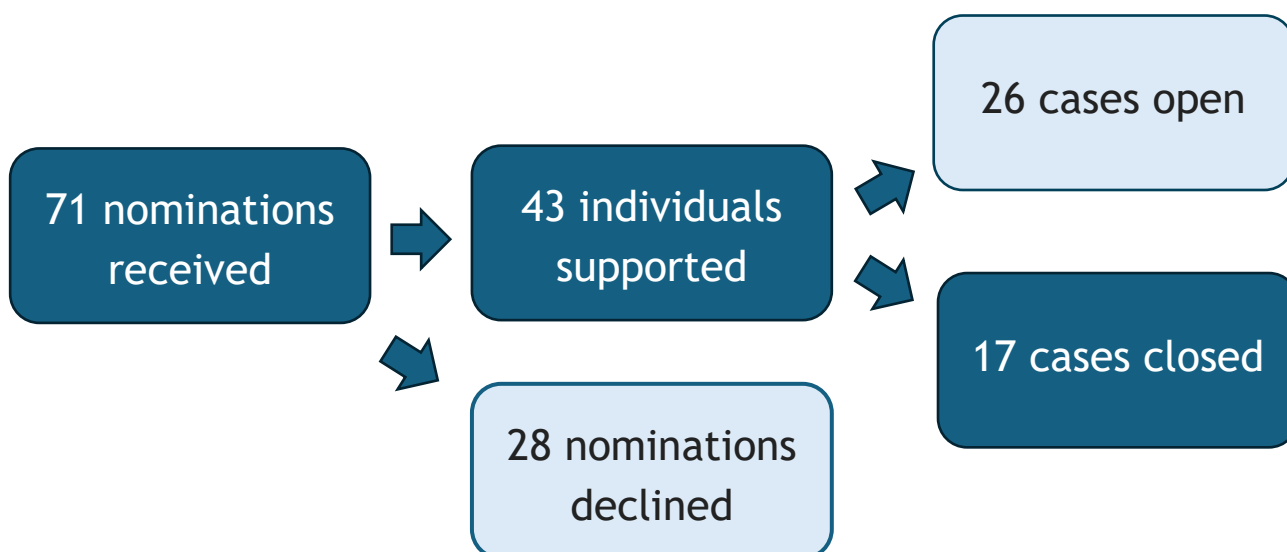 71 nominations
received
43 individuals
supported
28 nominations
declined
26 cases open
17 cases closed